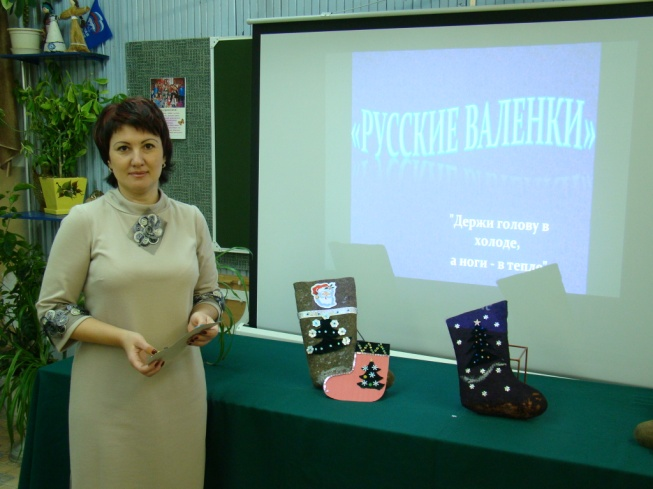 «РУССКИЕ ВАЛЕНКИ»
"Держи голову в
холоде,
а ноги - в тепле"